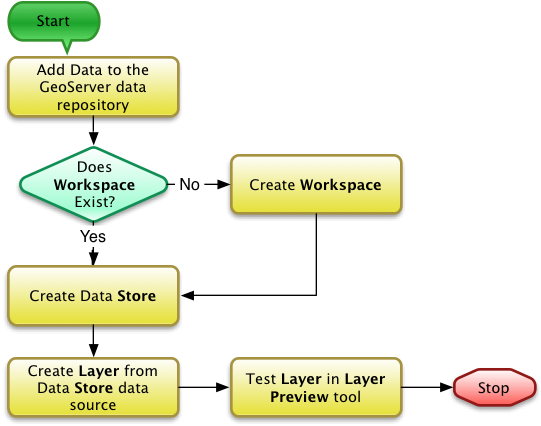 Start
Add Data to the
GeoServer data
repository
Does
Workspace
Exist?
No
Create Workspace
Yes
Create Data Store
Create Layer from
Data Store data
source
Test Layer in Layer
Preview tool
Stop